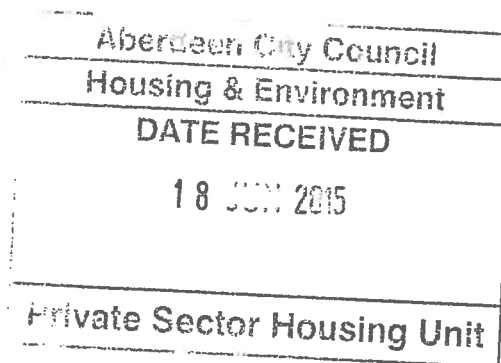 Aberdeen City Council
Housing & Environment
DATE RECEIVED
18 2015
Private Sector Housing Unit